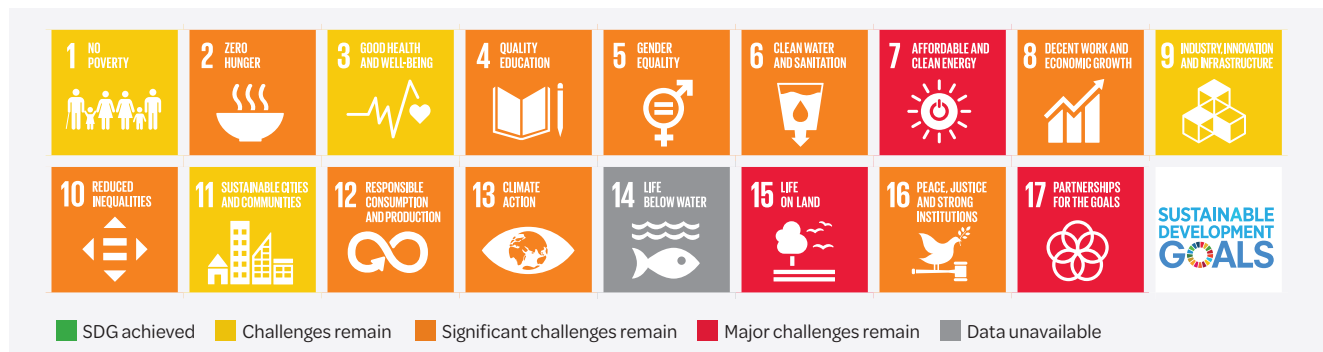 1 NO
POVERTY
2 ZERO
HUNGER
3 GOOD HEALTH
AND WELL-BEING
4 QUALITY
EDUCATION
5 GENDER
EQUALITY
6 CLEAN WATER
AND SANITATION
7 AFFORDABLE AND
CLEAN ENERGY
8 DECENT WORK AND
ECONOMIC GROWTH
9 INDUSTRY, INNOVATION
AND INFRASTRUCTURE
10 REDUCED
INEQUALITIES
11 SUSTAINABLE CITIES
AND COMMUNITIES
12 RESPONSIBLE
CONSUMPTION
AND PRODUCTION
13 CLIMATE
ACTION
14 LIFE
BELOW WATER
15 LIFE
ON LAND
16 PEACE, JUSTICE
AND STRONG
INSTITUTIONS
17 PARTNERSHIPS
FOR THE GOALS
SUSTAINABLE
DEVELOPMENT
GOALS
SDG achieved Challenges remain Significant challenges remain Major challenges remain Data unavailable